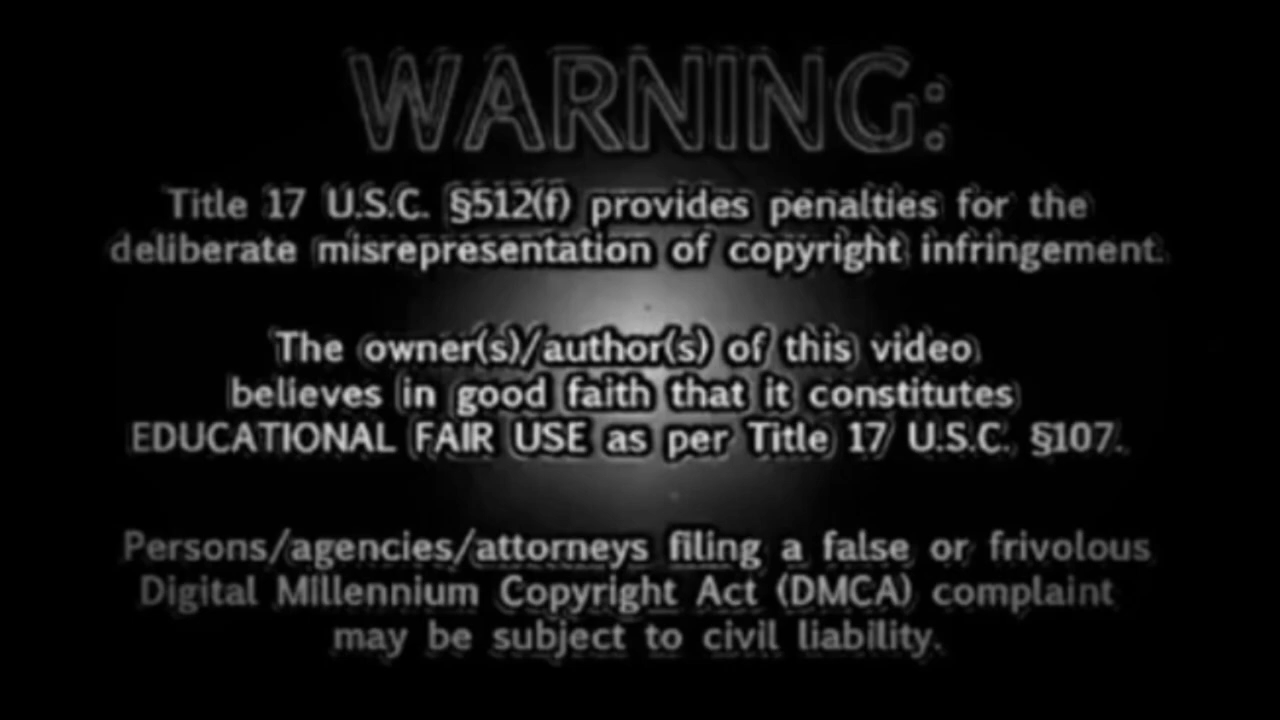 WARNING:
Title 17 U.S.C. §512(f) provides penalties for the
deliberate misrepresentation of copyright infringement.
The owner(s)/author(s) of this video
believes in good faith that it constitutes
EDUCATIONAL FAIR USE as per Title 17 U.S.C. §107.
Persons/agencies/attorneys filing a false or frivolous
Digital Millennium Copyright Act (DMCA) complaint
may be subject to civil liability.